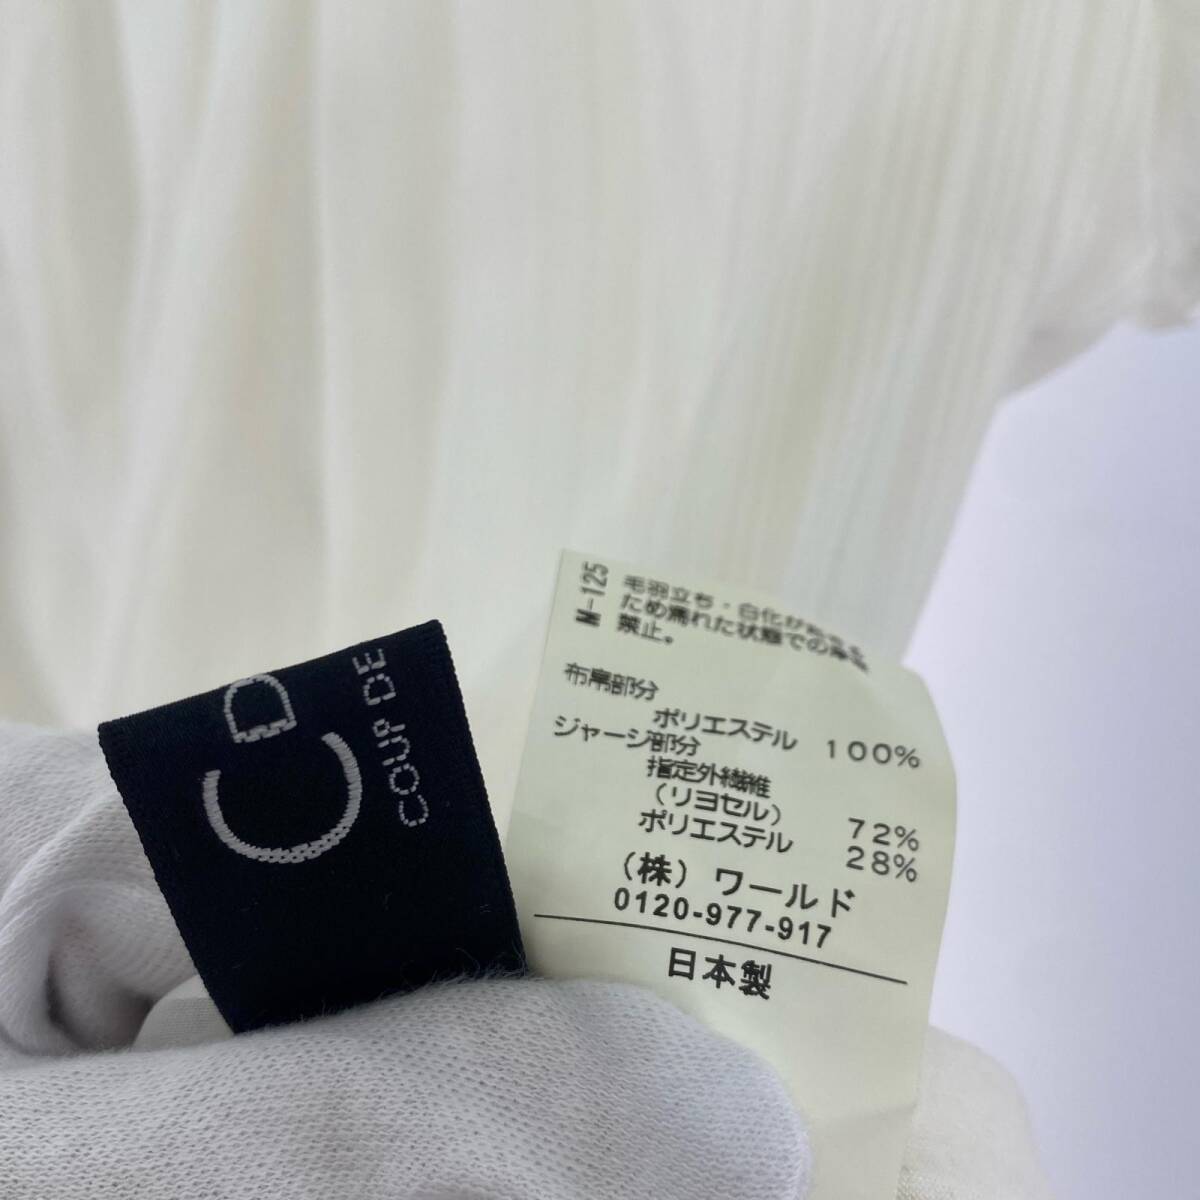 CD
COUP DE
M-125
毛羽立ち・白化が
ため濡れた状態での摩擦
禁止。
布帛部分
ポリエステル 100%
ジャージ部分
指定外繊維
(リヨセル) 72%
ポリエステル 28%
(株)ワールド
0120-977-917
日本製